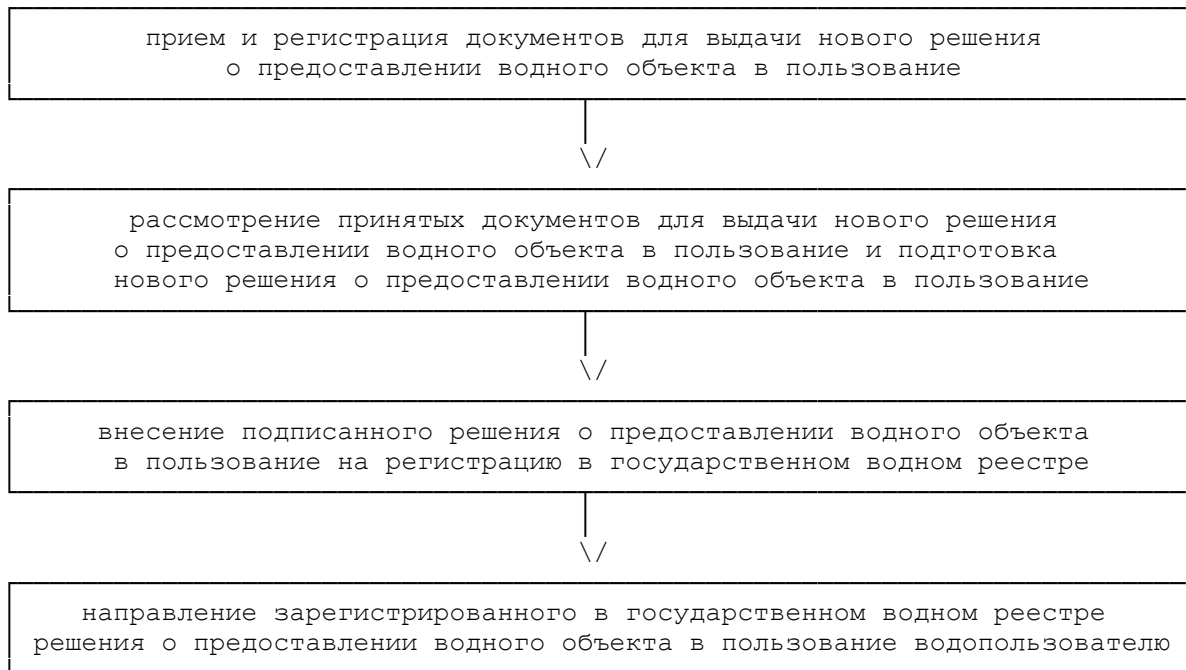 прием и регистрация документов для выдачи нового решения
о предоставлении водного объекта в пользование
\/
рассмотрение принятых документов для выдачи нового решения
о предоставлении водного объекта в пользование и подготовка
нового решения о предоставлении водного объекта в пользование
\/
внесение подписанного решения о предоставлении водного объекта
в пользование на регистрацию в государственном водном реестре
\/
направление зарегистрированного в государственном водном реестре
решения о предоставлении водного объекта в пользование водопользователю